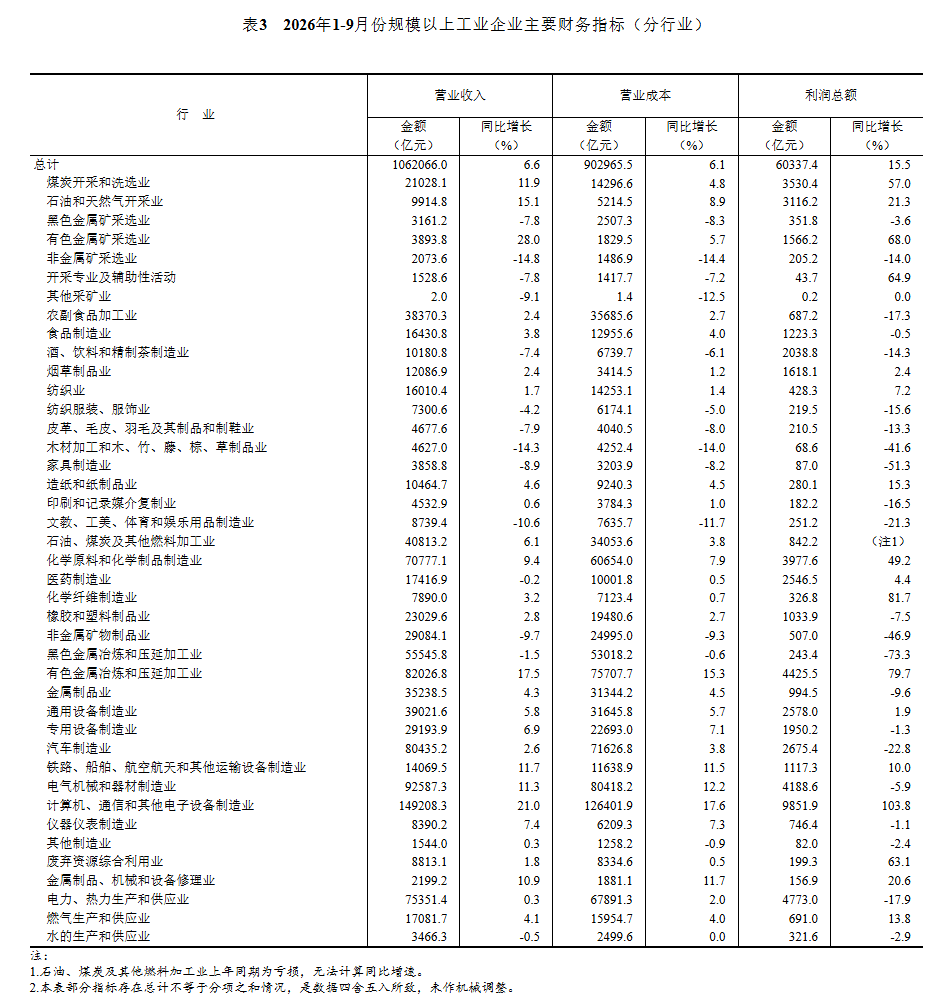 表3 2026年1-9月份规模以上工业企业主要财务指标（分行业）
行 业 营业收入 营业成本 利润总额
金额 同比增长 金额 同比增长 金额 同比增长
（亿元） （%） （亿元） （%） （亿元） （%）
总计 1062066.0 6.6 902965.5 6.1 60337.4 15.5
煤炭开采和洗选业 21028.1 11.9 14296.6 4.8 3530.4 57.0
石油和天然气开采业 9914.8 15.1 5214.5 8.9 3116.2 21.3
黑色金属矿采选业 3161.2 -7.8 2507.3 -8.3 351.8 -3.6
有色金属矿采选业 3893.8 28.0 1829.5 5.7 1566.2 68.0
非金属矿采选业 2073.6 -14.8 1486.9 -14.4 205.2 -14.0
开采专业及辅助性活动 1528.6 -7.8 1417.7 -7.2 43.7 64.9
其他采矿业 2.0 -9.1 1.4 -12.5 0.2 0.0
农副食品加工业 38370.3 2.4 35685.6 2.7 687.2 -17.3
食品制造业 16430.8 3.8 12955.6 4.0 1223.3 -0.5
酒、饮料和精制茶制造业 10180.8 -7.4 6739.7 -6.1 2038.8 -14.3
烟草制品业 12086.9 2.4 3414.5 1.2 1618.1 2.4
纺织业 16010.4 1.7 14253.1 1.4 428.3 7.2
纺织服装、服饰业 7300.6 -4.2 6174.1 -5.0 219.5 -15.6
皮革、毛皮、羽毛及其制品和制鞋业 4677.6 -7.9 4040.5 -8.0 210.5 -13.3
木材加工和木、竹、藤、棕、草制品业 4627.0 -14.3 4252.4 -14.0 68.6 -41.6
家具制造业 3858.8 -8.9 3203.9 -8.2 87.0 -51.3
造纸和纸制品业 10464.7 4.6 9240.3 4.5 280.1 15.3
印刷和记录媒介复制业 4532.9 0.6 3784.3 1.0 182.2 -16.5
文教、工美、体育和娱乐用品制造业 8739.4 -10.6 7635.7 -11.7 251.2 -21.3
石油、煤炭及其他燃料加工业 40813.2 6.1 34053.6 3.8 842.2 （注1）
化学原料和化学制品制造业 70777.1 9.4 60654.0 7.9 3977.6 49.2
医药制造业 17416.9 -0.2 10001.8 0.5 2546.5 4.4
化学纤维制造业 7890.0 3.2 7123.4 0.7 326.8 81.7
橡胶和塑料制品业 23029.6 2.8 19480.6 2.7 1033.9 -7.5
非金属矿物制品业 29084.1 -9.7 24995.0 -9.3 507.0 -46.9
黑色金属冶炼和压延加工业 55545.8 -1.5 53018.2 -0.6 243.4 -73.3
有色金属冶炼和压延加工业 82026.8 17.5 75707.7 15.3 4425.5 79.7
金属制品业 35238.5 4.3 31344.2 4.5 994.5 -9.6
通用设备制造业 39021.6 5.8 31645.8 5.7 2578.0 1.9
专用设备制造业 29193.9 6.9 22693.0 7.1 1950.2 -1.3
汽车制造业 80435.2 2.6 71626.8 3.8 2675.4 -22.8
铁路、船舶、航空航天和其他运输设备制造业 14069.5 11.7 11638.9 11.5 1117.3 10.0
电气机械和器材制造业 92587.3 11.3 80418.2 12.2 4188.6 -5.9
计算机、通信和其他电子设备制造业 149208.3 21.0 126401.9 17.6 9851.9 103.8
仪器仪表制造业 8390.2 7.4 6209.3 7.3 746.4 -1.1
其他制造业 1544.0 0.3 1258.2 -0.9 82.0 -2.4
废弃资源综合利用业 8813.1 1.8 8334.6 0.5 199.3 63.1
金属制品、机械和设备修理业 2199.2 10.9 1881.1 11.7 156.9 20.6
电力、热力生产和供应业 75351.4 0.3 67891.3 2.0 4773.0 -17.9
燃气生产和供应业 17081.7 4.1 15954.7 4.0 691.0 13.8
水的生产和供应业 3466.3 -0.5 2499.6 0.0 321.6 -2.9
注：
1.石油、煤炭及其他燃料加工业上年同期为亏损，无法计算同比增速。
2.本表部分指标存在总计不等于分项之和情况，是数据四舍五入所致，未作机械调整。